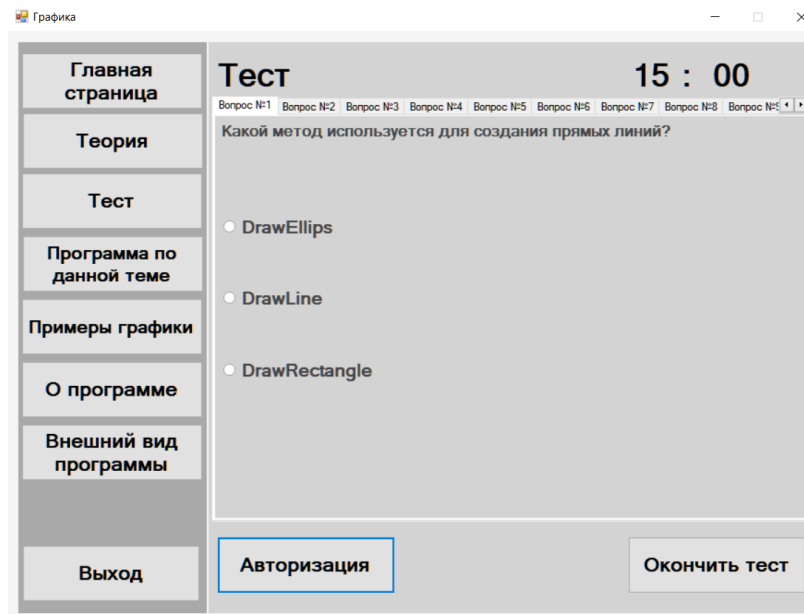 Графика
Главная
страница
Теория
Тест
Программа по
данной теме
Примеры графики
О программе
Внешний вид
программы
Выход
Тест
15 : 00
Вопрос №1 Вопрос №2 Вопрос №3 Вопрос №4 Вопрос №5 Вопрос №6 Вопрос №7 Вопрос №8 Вопрос
Какой метод используется для создания прямых линий?
DrawEllips
DrawLine
DrawRectangle
Авторизация
Окончить тест